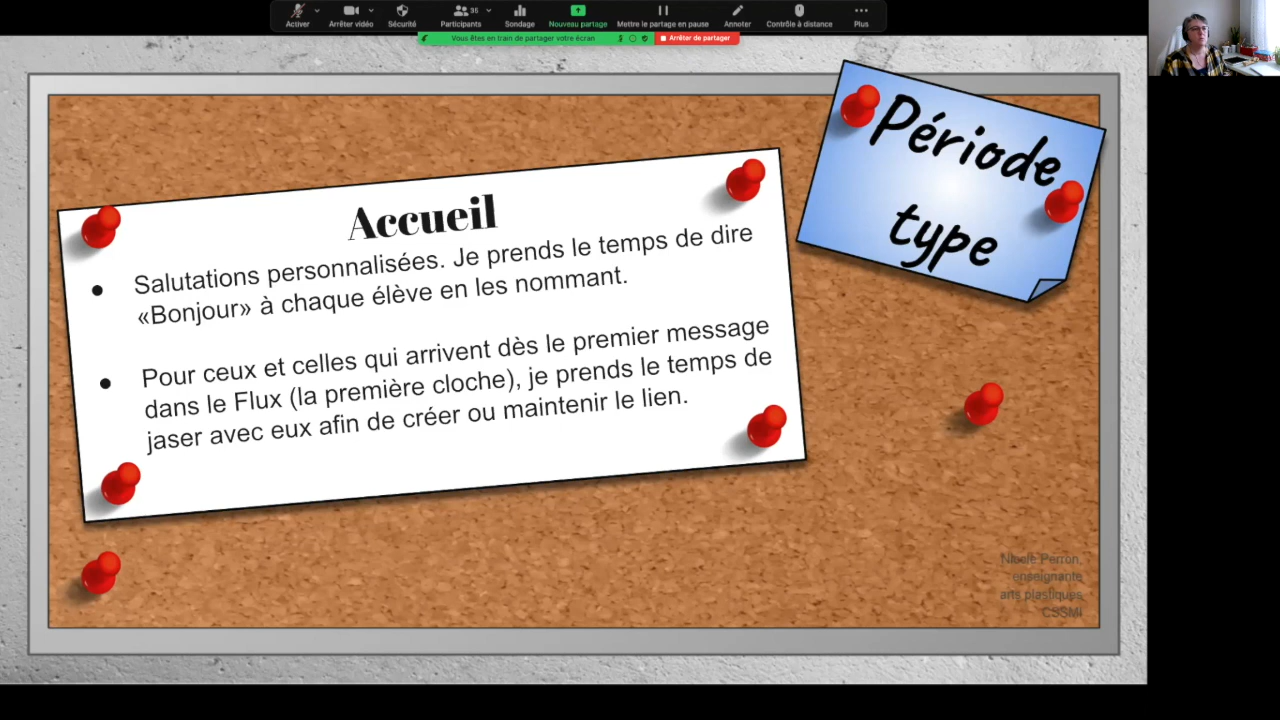 Activer
Arrêter vidéo
Sécurité
Participants
35
Sondage
Nouveau partage
Mettre le partage en pause
Annoter
Contrôle à distance
Plus
Vous êtes en train de partager votre écran
Arrêter de partager
Période
type
Accueil
• Salutations personnalisées. Je prends le temps de dire
«Bonjour» à chaque élève en les nommant.
• Pour ceux et celles qui arrivent dès le premier message
dans le Flux (la première cloche), je prends le temps de
jaser avec eux afin de créer ou maintenir le lien.
Nicole Perron,
enseignante
arts plastiques
CSSMI